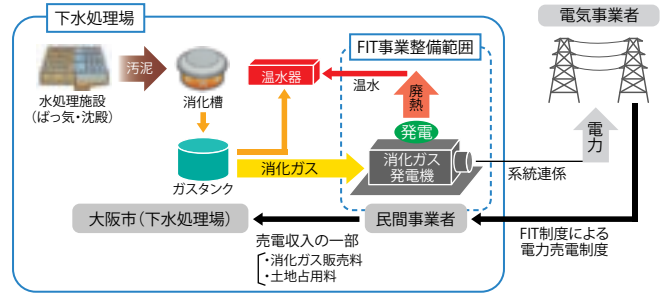 下水処理場
電気事業者
FIT事業整備範囲
汚泥
温水器
温水
廃熱
水処理施設
(ばっ気・沈殿)
消化槽
発電
電力
消化ガス
発電機
ガスタンク
消化ガス
系統連係
大阪市(下水処理場)
民間事業者
売電収入の一部
・消化ガス販売料
・土地占用料
FIT制度による
電力売電制度